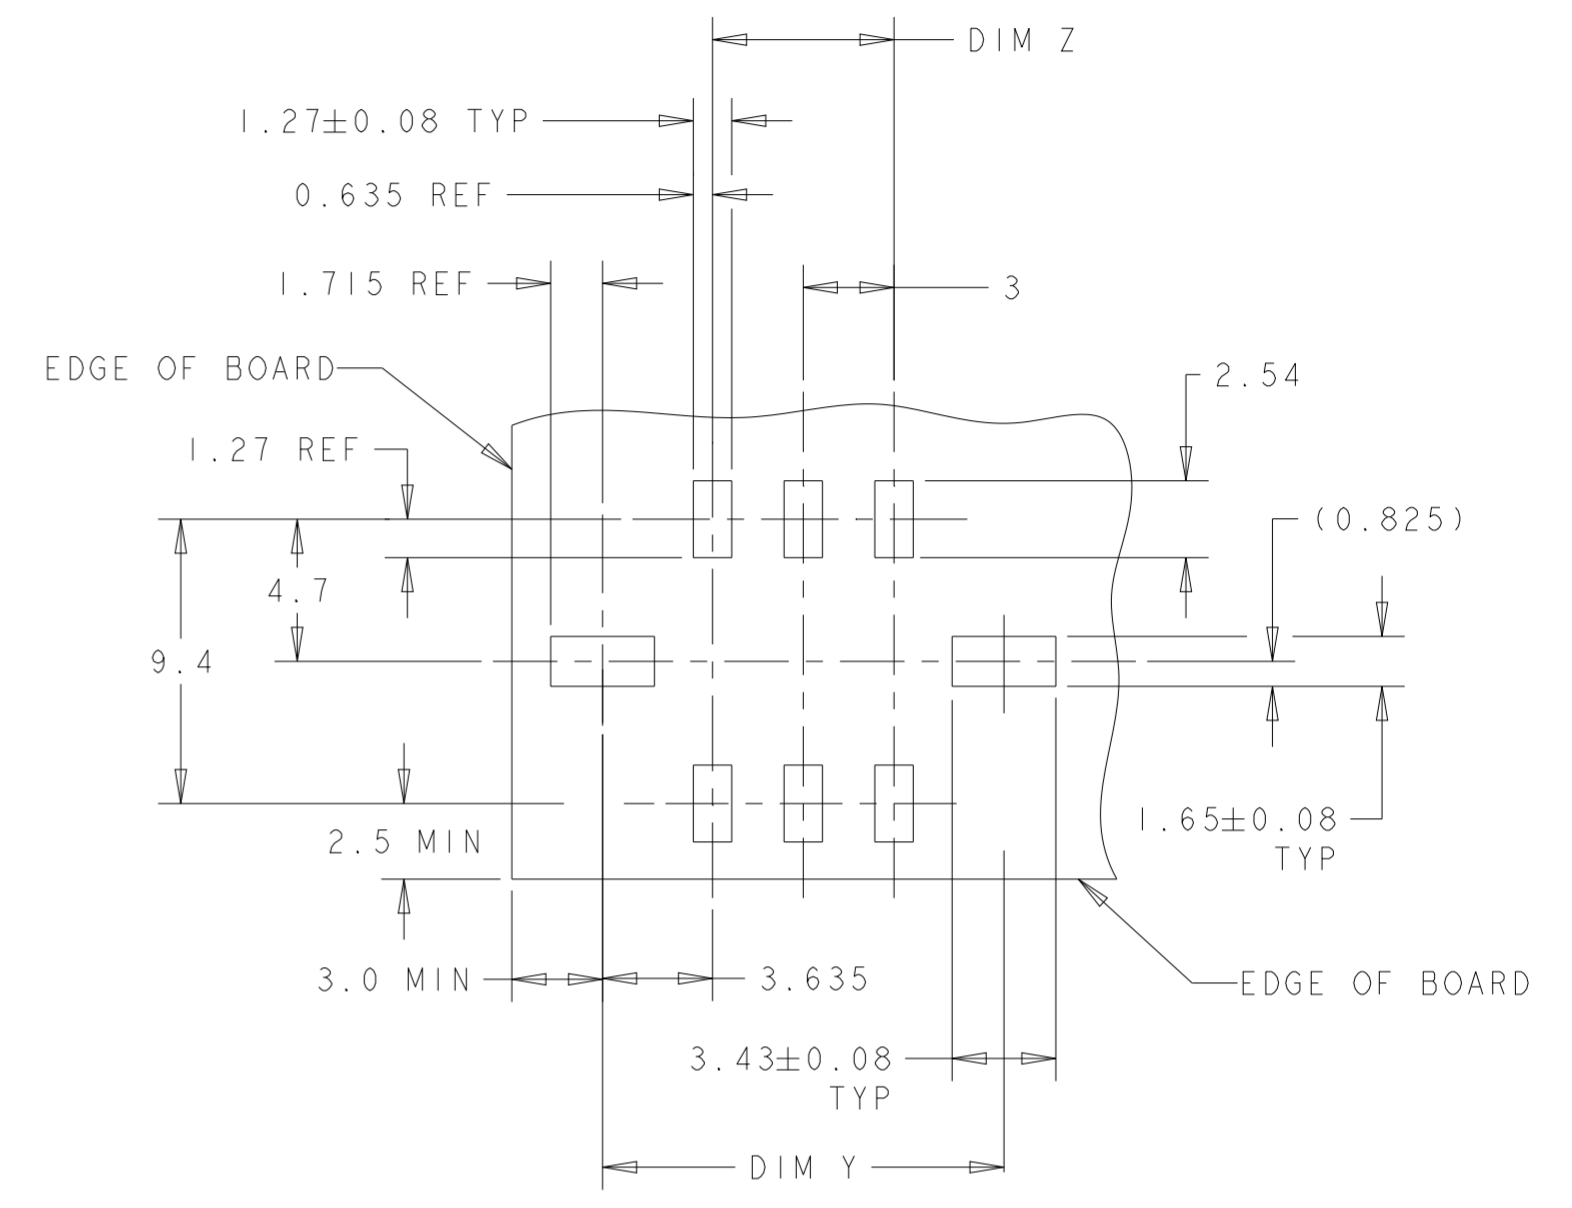 DIM Z
1.27±0.08 TYP
0.635 REF
1.715 REF
3
EDGE OF BOARD
2.54
1.27 REF
(0.825)
4.7
9.4
1.65±0.08
TYP
2.5 MIN
3.0 MIN
3.635
EDGE OF BOARD
3.43±0.08
TYP
DIM Y